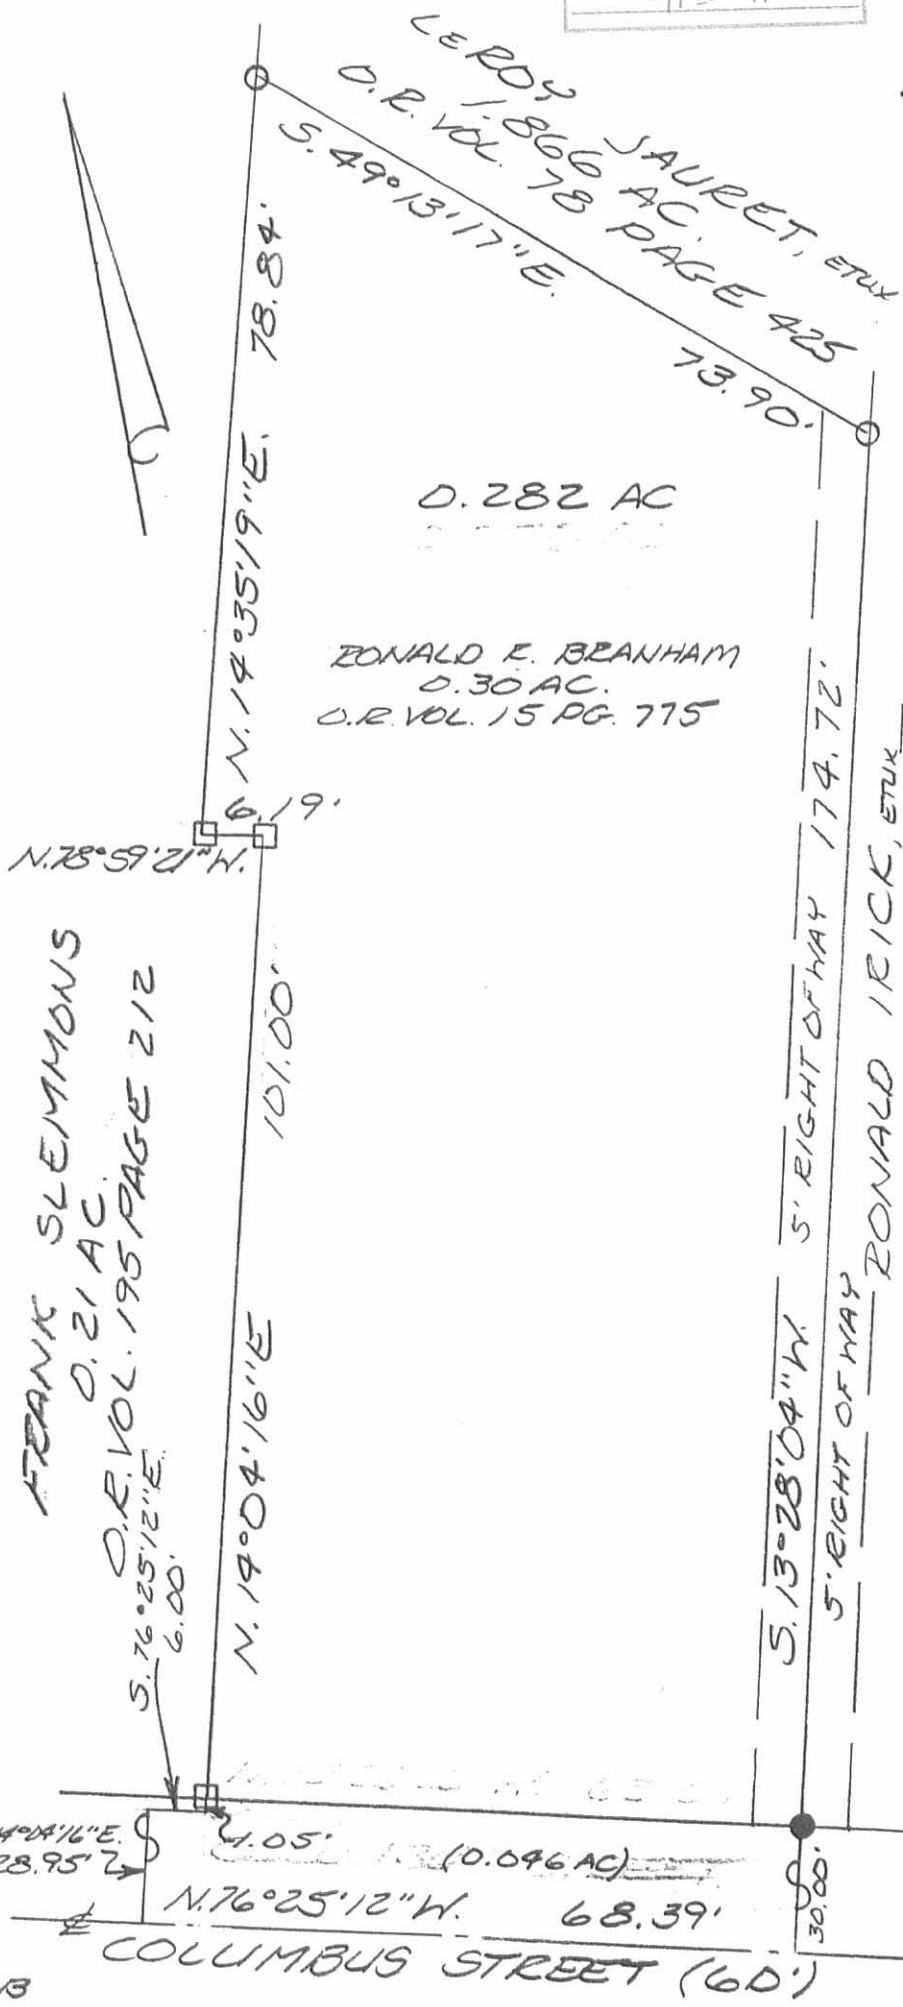 LEROY SAURET, ETUX
1.866 AC.
O.R. VOL. 78 PAGE 425
S. 49°13'17"E.
73.90'
78.84'
N. 14°35'19"E.
0.282 AC
RONALD E. BRANHAM
0.30 AC.
O.R. VOL. 15 PG. 775
6.19'
N.78°59'21"W.
FRANK SLEMMONS
0.21 AC.
O.R. VOL. 195 PAGE 212
101.00'
N. 14°04'16"E
S. 76°25'12"E.
6.00'
174.72'
S. 13°28'04"W.
5' RIGHT OF WAY
5' RIGHT OF WAY
RONALD IRICK, ETUX
4°04'16"E.
28.95'
1.05'
(0.046 AC)
30.00'
N.76°25'12"W. 68.39'
COLUMBUS STREET (60')